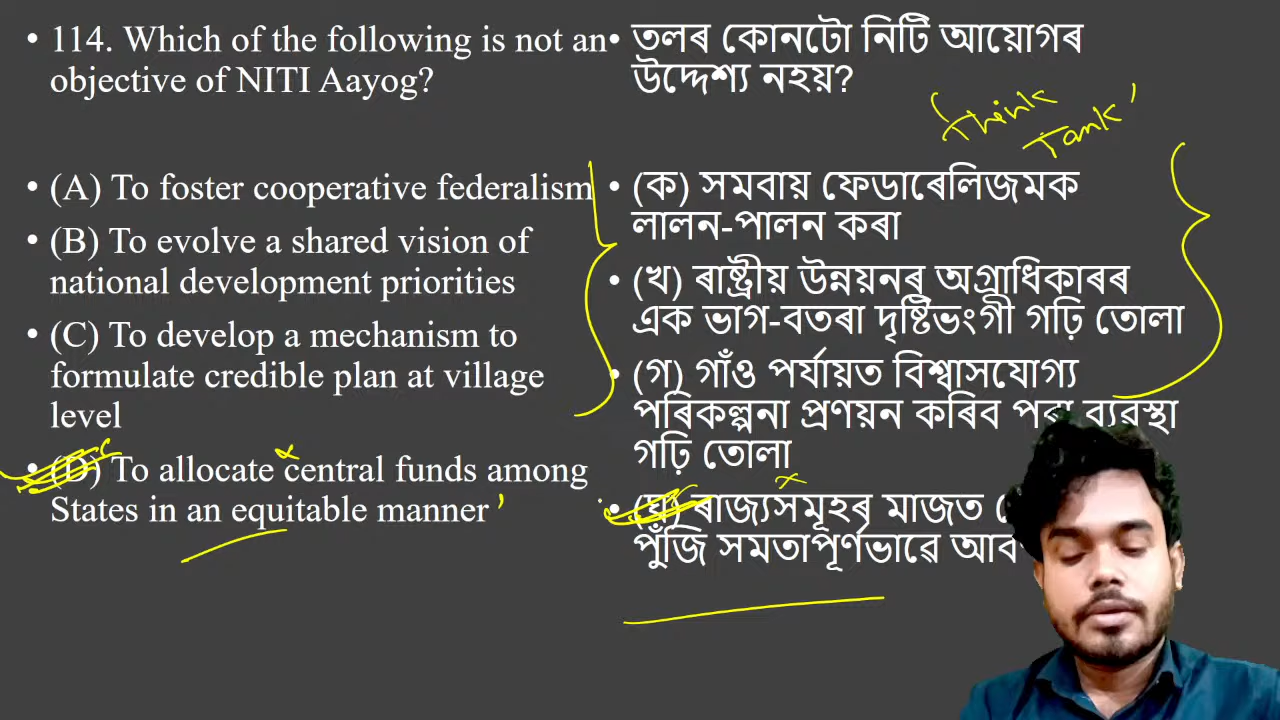 • 114. Which of the following is not an
objective of NITI Aayog?
• (A) To foster cooperative federalism
• (B) To evolve a shared vision of
national development priorities
• (C) To develop a mechanism to
formulate credible plan at village
level
• (D) To allocate central funds among
States in an equitable manner
• তলৰ কোনটো নিটি আয়োগৰ
উদ্দেশ্য নহয়?
'Think
Tank'
• (ক) সমবায় ফেডাৰেলিজমক
লালন-পালন কৰা
• (খ) ৰাষ্ট্ৰীয় উন্নয়নৰ অগ্ৰাধিকাৰৰ
এক ভাগ-বতৰা দৃষ্টিভংগী গঢ়ি তোলা
• (গ) গাঁও পৰ্যায়ত বিশ্বাসযোগ্য
পৰিকল্পনা প্ৰণয়ন কৰিব পৰা ব্যৱস্থা
গঢ়ি তোলা
• (ঘ) ৰাজ্যসমূহৰ মাজত
পুঁজি সমতাপূৰ্ণভাৱে